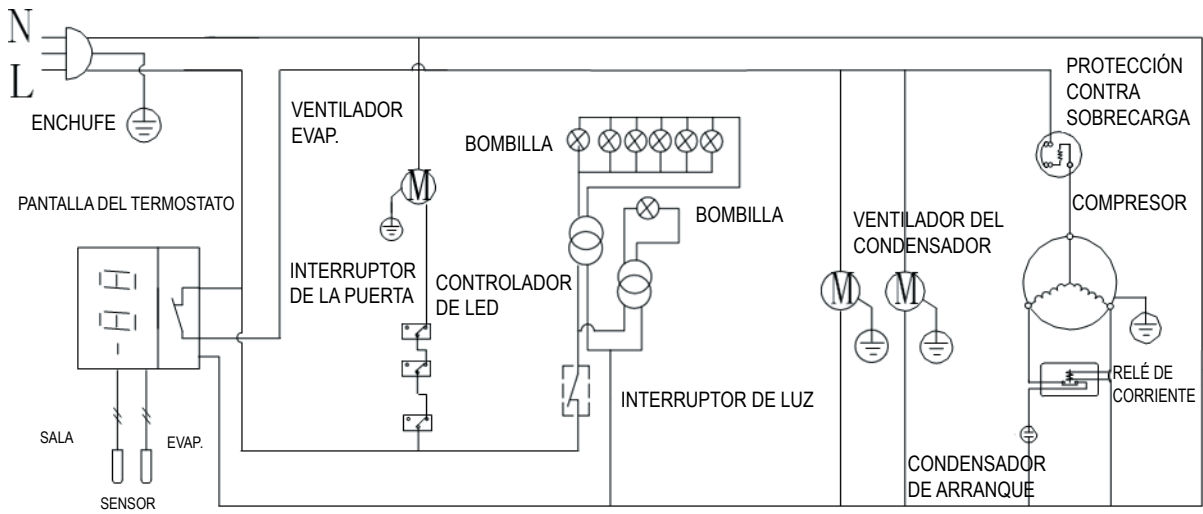 N
L
ENCHUFE
PANTALLA DEL TERMOSTATO
SALA
EVAP.
SENSOR
VENTILADOR
EVAP.
M
INTERRUPTOR
DE LA PUERTA
CONTROLADOR
DE LED
BOMBILLA
BOMBILLA
INTERRUPTOR DE LUZ
VENTILADOR DEL
CONDENSADOR
M
M
PROTECCIÓN
CONTRA
SOBRECARGA
COMPRESOR
RELÉ DE
CORRIENTE
CONDENSADOR
DE ARRANQUE